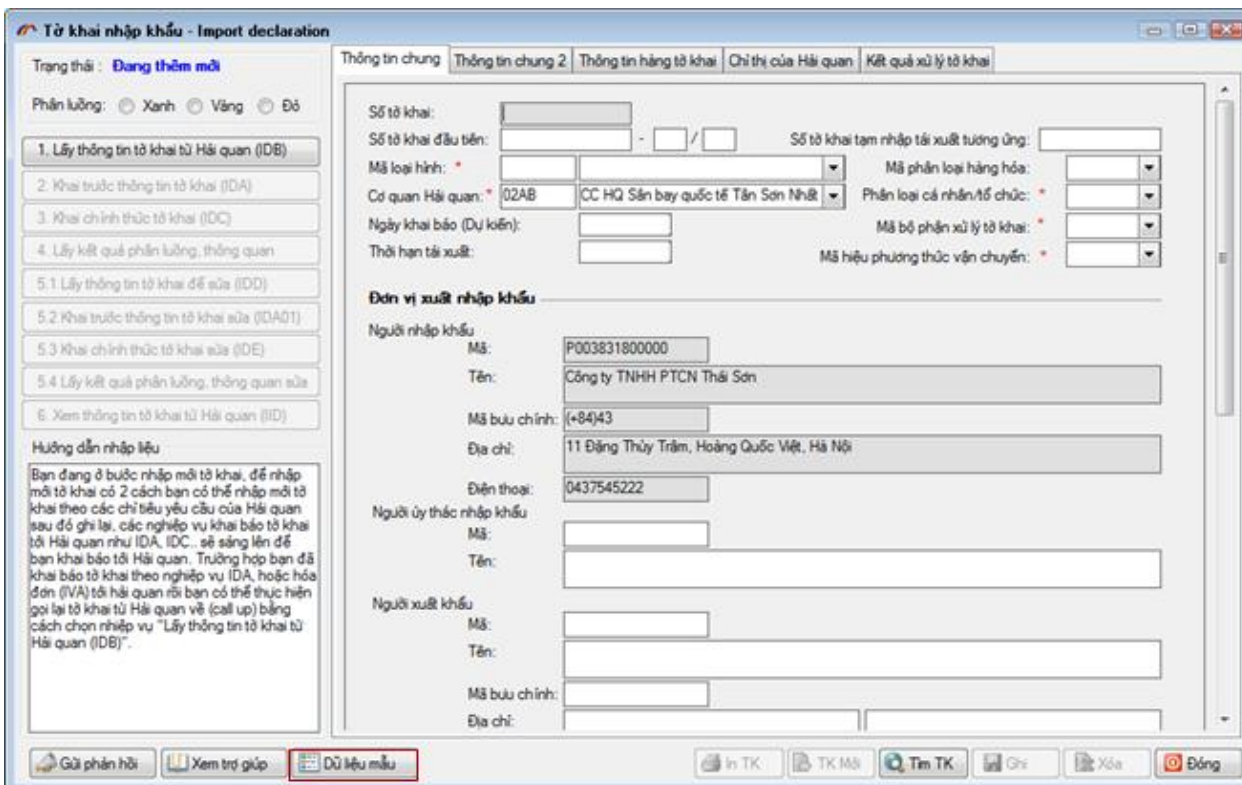 Tờ khai nhập khẩu - Import declaration
Trạng thái : Đang thêm mới
Phân luồng: Xanh Vàng Đỏ
1. Lấy thông tin tờ khai từ Hải quan (IDB)
2. Khai trước thông tin tờ khai (IDA)
3. Khai chính thức tờ khai (IDC)
4. Lấy kết quả phân luồng, thông quan
5.1 Lấy thông tin tờ khai để sửa (IDD)
5.2 Khai trước thông tin tờ khai sửa (IDA01)
5.3 Khai chính thức tờ khai sửa (IDE)
5.4 Lấy kết quả phân luồng, thông quan sửa
6. Xem thông tin tờ khai từ Hải quan (IID)
Hướng dẫn nhập liệu
Bạn đang ở bước nhập mới tờ khai, để nhập
mới tờ khai có 2 cách bạn có thể nhập mới tờ
khai theo các chỉ tiêu yêu cầu của Hải quan
sau đó ghi lại, các nghiệp vụ khai báo tờ khai
tới Hải quan như IDA, IDC.. sẽ sáng lên để
bạn khai báo tới Hải quan. Trường hợp bạn đã
khai báo tờ khai theo nghiệp vụ IDA, hoặc hóa
đơn (IVA) tới hải quan rồi bạn có thể thực hiện
gọi lại tờ khai từ Hải quan về (call up) bằng
cách chọn nhiệp vụ "Lấy thông tin tờ khai từ
Hải quan (IDB)".
Thông tin chung Thông tin chung 2 Thông tin hàng tờ khai Chỉ thị của Hải quan Kết quả xử lý tờ khai
Số tờ khai:
Số tờ khai đầu tiên: - / Số tờ khai tạm nhập tái xuất tương ứng:
Mã loại hình: * Mã phân loại hàng hóa:
Cơ quan Hải quan: * 02AB CC HQ Sân bay quốc tế Tân Sơn Nhất Phân loại cá nhân/tổ chức: *
Ngày khai báo (Dự kiến): Mã bộ phận xử lý tờ khai: *
Thời hạn tái xuất: Mã hiệu phương thức vận chuyển: *
Đơn vị xuất nhập khẩu
Người nhập khẩu
Mã: P003831800000
Tên: Công ty TNHH PTCN Thái Sơn
Mã bưu chính: (+84)43
Địa chỉ: 11 Đặng Thùy Trâm, Hoàng Quốc Việt, Hà Nội
Điện thoại: 0437545222
Người ủy thác nhập khẩu
Mã:
Tên:
Người xuất khẩu
Mã:
Tên:
Mã bưu chính:
Địa chỉ:
Gửi phản hồi Xem trợ giúp Dữ liệu mẫu In TK TK Mới Tìm TK Ghi Xóa Đóng